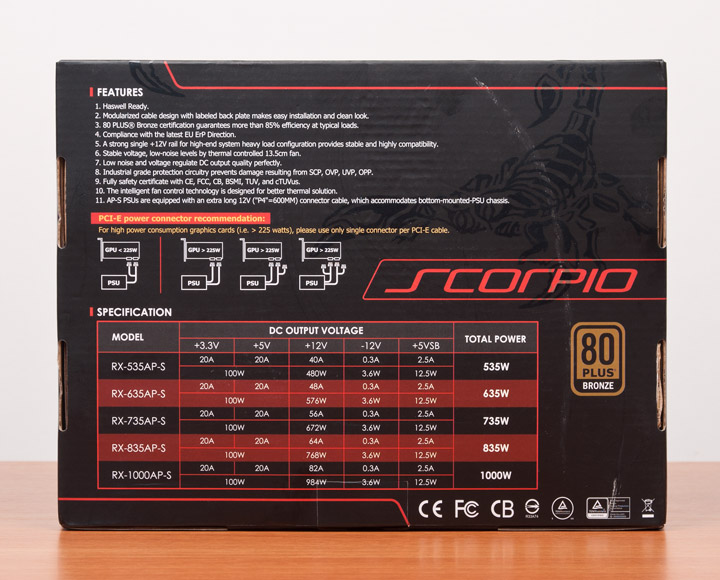 FEATURES
1. Haswell Ready.
2. Modularized cable design with labeled back plate makes easy installation and clean look.
3. 80 PLUS® Bronze certification guarantees more than 85% efficiency at typical loads.
4. Compliance with the latest EU ErP Direction.
5. A strong single +12V rail for high-end system heavy load configuration provides stable and highly compatibility.
6. Stable voltage, low-noise levels by thermal controlled 13.5cm fan.
7. Low noise and voltage regulate DC output quality perfectly.
8. Industrial grade protection circuitry prevents damage resulting from SCP, OVP, UVP, OPP.
9. Fully safety certificate with CE, FCC, CB, BSMI, TUV, and cTUVus.
10. The intelligent fan control technology is designed for better thermal solution.
11. AP-S PSUs are equipped with an extra long 12V ("P4"=600MM) connector cable, which accommodates bottom-mounted-PSU chassis.
PCI-E power connector recommendation:
For high power consumption graphics cards (i.e. > 225 watts), please use only single connector per PCI-E cable.
GPU < 225W GPU > 225W GPU > 225W GPU > 225W
PSU PSU PSU PSU
SCORPIO
SPECIFICATION
MODEL DC OUTPUT VOLTAGE TOTAL POWER
+3.3V +5V +12V -12V +5VSB
RX-535AP-S 20A 20A 40A 0.3A 2.5A 535W
100W 480W 3.6W 12.5W
RX-635AP-S 20A 20A 48A 0.3A 2.5A 635W
100W 576W 3.6W 12.5W
RX-735AP-S 20A 20A 56A 0.3A 2.5A 735W
100W 672W 3.6W 12.5W
RX-835AP-S 20A 20A 64A 0.3A 2.5A 835W
100W 768W 3.6W 12.5W
RX-1000AP-S 20A 20A 82A 0.3A 2.5A 1000W
100W 984W 3.6W 12.5W
80
PLUS
BRONZE
CE FC CB